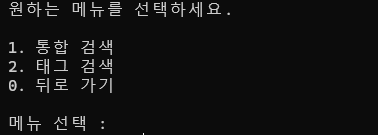 원하는 메뉴를 선택하세요.
1. 통합 검색
2. 태그 검색
0. 뒤로 가기
메뉴 선택 :